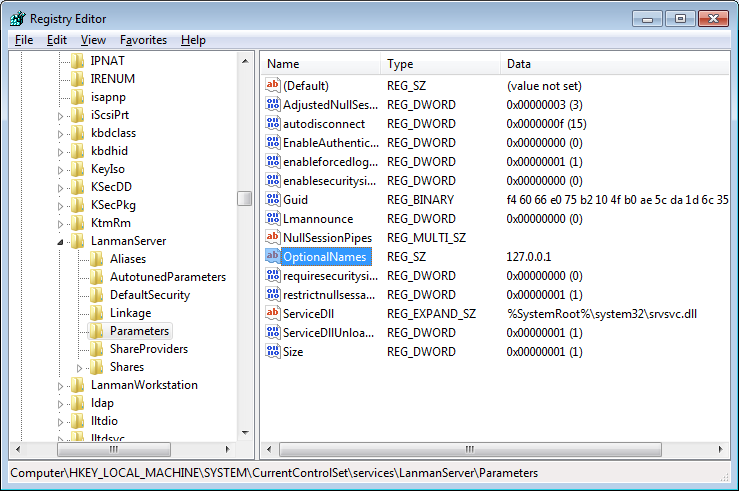 Registry Editor
File Edit View Favorites Help
IPNAT
IRENUM
isapnp
iScsiPrt
kbdclass
kbdhid
KeyIso
KSecDD
KSecPkg
KtmRm
LanmanServer
Aliases
AutotunedParameters
DefaultSecurity
Linkage
Parameters
ShareProviders
Shares
LanmanWorkstation
ldap
lltdio
lltdsvc
Name Type Data
(Default) REG_SZ (value not set)
AdjustedNullSes... REG_DWORD 0x00000003 (3)
autodisconnect REG_DWORD 0x0000000f (15)
EnableAuthentic... REG_DWORD 0x00000000 (0)
enableforcedlog... REG_DWORD 0x00000001 (1)
enablesecuritysi... REG_DWORD 0x00000000 (0)
Guid REG_BINARY f4 60 66 e0 75 b2 10 4f b0 ae 5c da 1d 6c 35
Lmannounce REG_DWORD 0x00000000 (0)
NullSessionPipes REG_MULTI_SZ
OptionalNames REG_SZ 127.0.0.1
requiresecuritysi... REG_DWORD 0x00000000 (0)
restrictnullsessa... REG_DWORD 0x00000001 (1)
ServiceDll REG_EXPAND_SZ %SystemRoot%\system32\srvsvc.dll
ServiceDllUnloa... REG_DWORD 0x00000001 (1)
Size REG_DWORD 0x00000001 (1)
Computer\HKEY_LOCAL_MACHINE\SYSTEM\CurrentControlSet\services\LanmanServer\Parameters